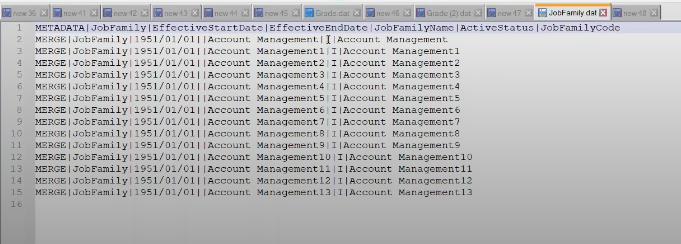 new 39 new 41 new 42 new 43 new 44 new 45 Grade.dat new 46 Grade (2).dat new 47 JobFamily.dat new 48
1 METADATA|JobFamily|EffectiveStartDate|EffectiveEndDate|JobFamilyName|ActiveStatus|JobFamilyCode
2 MERGE|JobFamily|1951/01/01||Account Management|I|Account Management
3 MERGE|JobFamily|1951/01/01||Account Management1|I|Account Management1
4 MERGE|JobFamily|1951/01/01||Account Management2|I|Account Management2
5 MERGE|JobFamily|1951/01/01||Account Management3|I|Account Management3
6 MERGE|JobFamily|1951/01/01||Account Management4|I|Account Management4
7 MERGE|JobFamily|1951/01/01||Account Management5|I|Account Management5
8 MERGE|JobFamily|1951/01/01||Account Management6|I|Account Management6
9 MERGE|JobFamily|1951/01/01||Account Management7|I|Account Management7
10 MERGE|JobFamily|1951/01/01||Account Management8|I|Account Management8
11 MERGE|JobFamily|1951/01/01||Account Management9|I|Account Management9
12 MERGE|JobFamily|1951/01/01||Account Management10|I|Account Management10
13 MERGE|JobFamily|1951/01/01||Account Management11|I|Account Management11
14 MERGE|JobFamily|1951/01/01||Account Management12|I|Account Management12
15 MERGE|JobFamily|1951/01/01||Account Management13|I|Account Management13
16